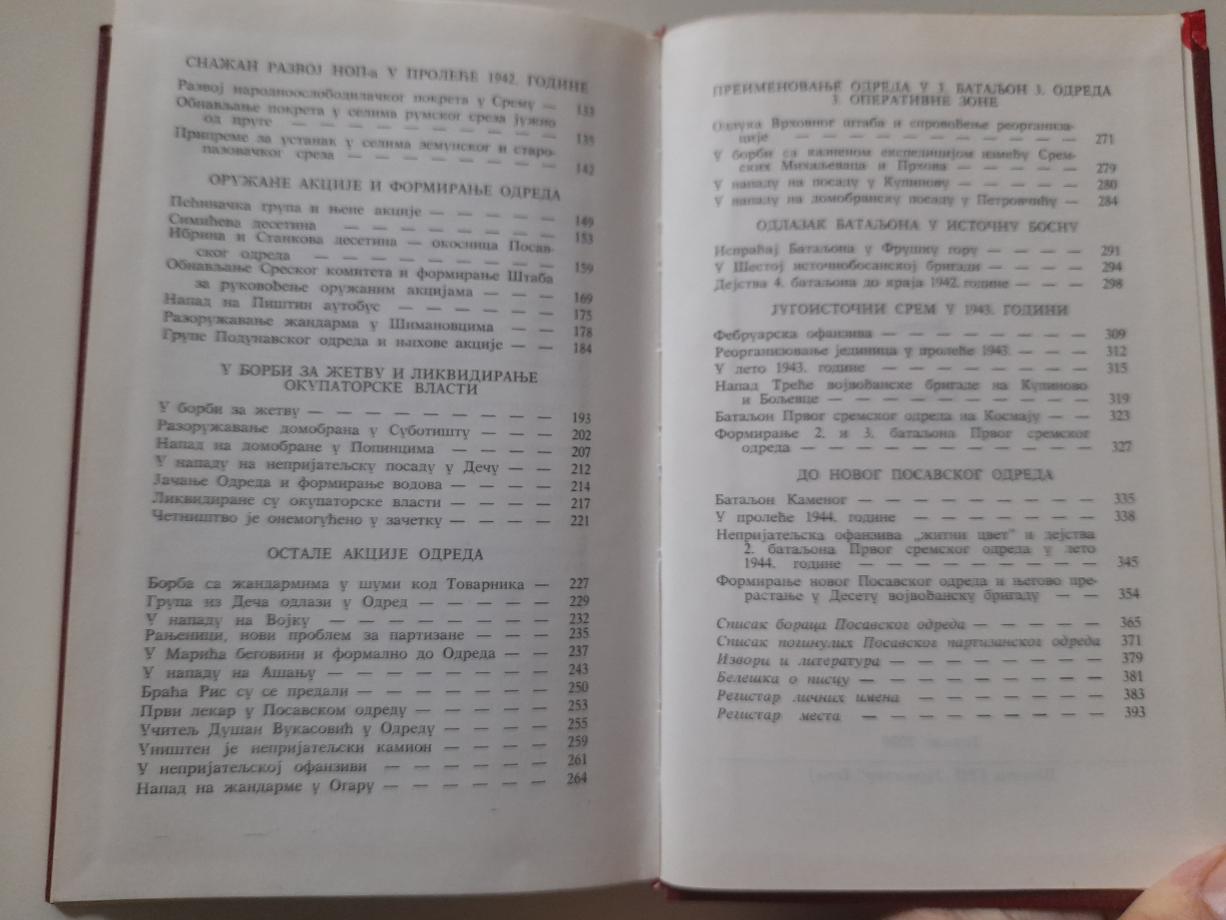 СНАЖАН РАЗВОЈ НОП-а У ПРОЛЕЋЕ 1942. ГОДИНЕ
Развој народноослободилачког покрета у Срему — 133
Обнављање покрета у селима румског среза јужно
од пруге — — — — — — — — — — — 135
Припреме за устанак у селима земунског и старо-
пазовачког среза — — — — — — — — — 142
ОРУЖАНЕ АКЦИЈЕ И ФОРМИРАЊЕ ОДРЕДА
Пећиначка група и њене акције — — — — — 149
Симићева десетина — — — — — — — — 153
Ибрина и Станкова десетина — окосница Посав-
ског одреда — — — — — — — — — — 159
Обнављање Среског комитета и формирање Штаба
за руковођење оружаним акцијама — — — — 169
Напад на Пиштин аутобус — — — — — — 175
Разоружавање жандарма у Шимановцима — — — 178
Групе Подунавског одреда и њихове акције — — 184
У БОРБИ ЗА ЖЕТВУ И ЛИКВИДИРАЊЕ
ОКУПАТОРСКЕ ВЛАСТИ
У борби за жетву — — — — — — — — — 193
Разоружавање домобрана у Суботишту — — — — 202
Напад на домобране у Попинцима — — — — 207
У нападу на непријатељску посаду у Дечу — — — 212
Зачање Одреда и формирање водова — — — — 214
Ликвидиране су окупаторске власти — — — — 217
Четништво је онемогућено у зачетку — — — — 221
ОСТАЛЕ АКЦИЈЕ ОДРЕДА
Борба са жандармима у шуми код Товарника — 227
Група из Деча одлази у Одред — — — — — 229
У нападу на Војку — — — — — — — — 232
Рањеници, нови проблем за партизане — — — — 235
У Марића беговини и формално до Одреда — — — 237
У нападу на Ашању — — — — — — — — 243
Браћа Рис су се предали — — — — — — — 250
Први лекар у Посавском одреду — — — — — 253
Учитељ Душан Вукасовић у Одреду — — — — 255
Уништен је непријатељски камион — — — — 259
У непријатељској офанзиви — — — — — — 261
Напад на жандарме у Огару — — — — — — 264
ПРЕИМЕНОВАЊЕ ОДРЕДА У 3. БАТАЉОН 3. ОДРЕДА
3. ОПЕРАТИВНЕ ЗОНЕ
Одлука Врховног штаба и спровођење реорганиза-
ције — — — — — — — — — — — — 271
У борби са казненом експедицијом између Срем-
ских Михаљеваца и Прхова — — — — — — 279
У нападу на посаду у Купинову — — — — — 280
У нападу на домобранску посаду у Петровчићу — 284
ОДЛАЗАК БАТАЉОНА У ИСТОЧНУ БОСНУ
Испраћај Батаљона у Фрушку гору — — — — 291
У Шестој источнобосанској бригади — — — — 294
Дејства 4. батаљона до краја 1942. године — — — 298
ЈУГОИСТОЧНИ СРЕМ У 1943. ГОДИНИ
Фебруарска офанзива — — — — — — — — 309
Реорганизовање јединица у пролеће 1943. — — — 312
У лето 1943. године — — — — — — — — 315
Напад Треће војвођанске бригаде на Купиново
и Бољевце — — — — — — — — — — 319
Батаљон Првог сремског одреда на Космају — — 323
Формирање 2. и 3. батаљона Првог сремског
одреда — — — — — — — — — — — 327
ДО НОВОГ ПОСАВСКОГ ОДРЕДА
Батаљон Каменог — — — — — — — — — 335
У пролеће 1944. године — — — — — — — 338
Непријатељска офанзива „житни цвет" и дејства
2. батаљона Првог сремског одреда у лето
1944. године — — — — — — — — — 345
Формирање новог Посавског одреда и његово пре-
растање у Десету војвођанску бригаду — — 354
Списак бораца Посавског одреда — — — — — 365
Списак погинулих Посавског партизанског одреда 371
Извори и литература — — — — — — — — 379
Белешка о писцу — — — — — — — — — 381
Регистар личних имена — — — — — — — 383
Регистар места — — — — — — — — — 393